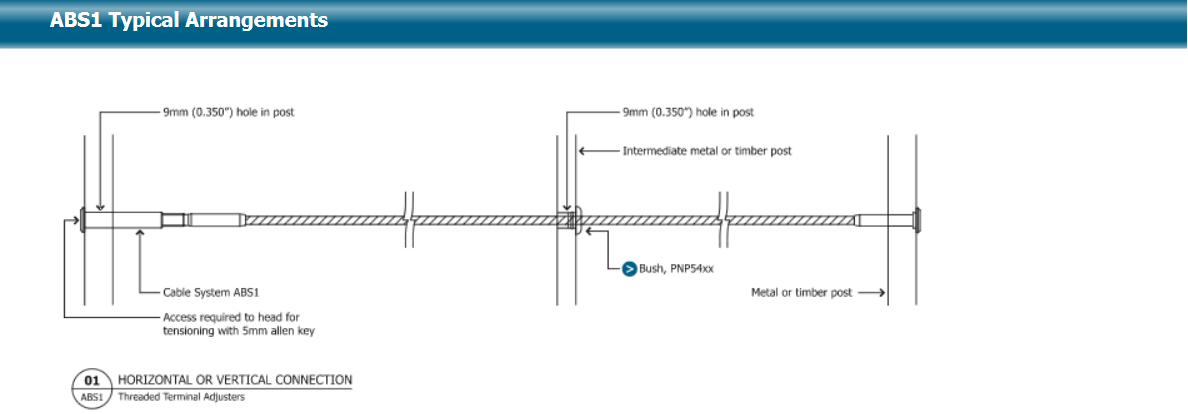 ABS1 Typical Arrangements
9mm (0.350") hole in post
9mm (0.350") hole in post
Intermediate metal or timber post
Bush, PNP54xx
Cable System ABS1
Metal or timber post
Access required to head for
tensioning with 5mm allen key
01 HORIZONTAL OR VERTICAL CONNECTION
ABS1 Threaded Terminal Adjusters